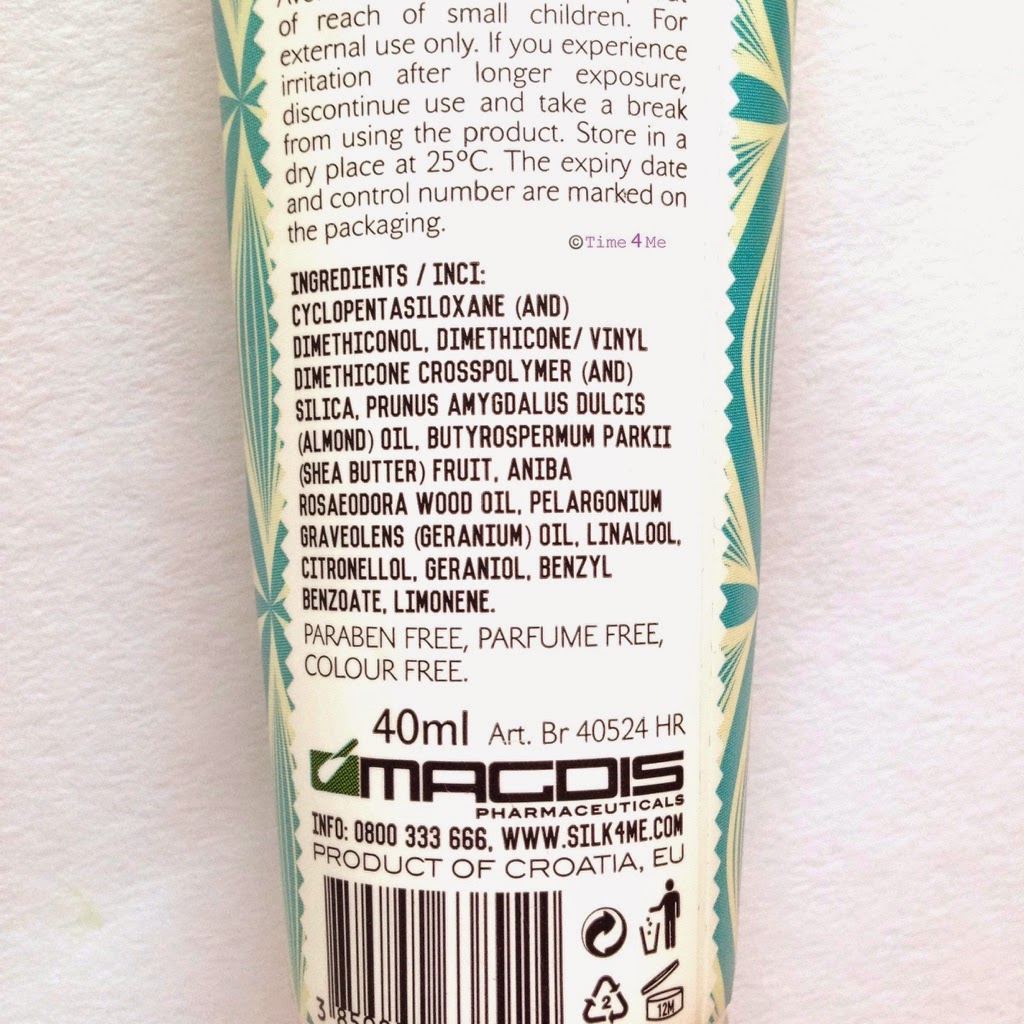 of reach of small children. For
external use only. If you experience
irritation after longer exposure,
discontinue use and take a break
from using the product. Store in a
dry place at 25ºC. The expiry date
and control number are marked on
the packaging.
©Time 4 Me
INGREDIENTS / INCI:
CYCLOPENTASILOXANE (AND)
DIMETHICONOL, DIMETHICONE/ VINYL
DIMETHICONE CROSSPOLYMER (AND)
SILICA, PRUNUS AMYGDALUS DULCIS
(ALMOND) OIL, BUTYROSPERMUM PARKII
(SHEA BUTTER) FRUIT, ANIBA
ROSAEODORA WOOD OIL, PELARGONIUM
GRAVEOLENS (GERANIUM) OIL, LINALOOL,
CITRONELLOL, GERANIOL, BENZYL
BENZOATE, LIMONENE.
PARABEN FREE, PARFUME FREE,
COLOUR FREE.
40ml Art. Br 40524 HR
MAGDIS
PHARMACEUTICALS
INFO: 0800 333 666, WWW.SILK4ME.COM
PRODUCT OF CROATIA, EU
2
12M
3